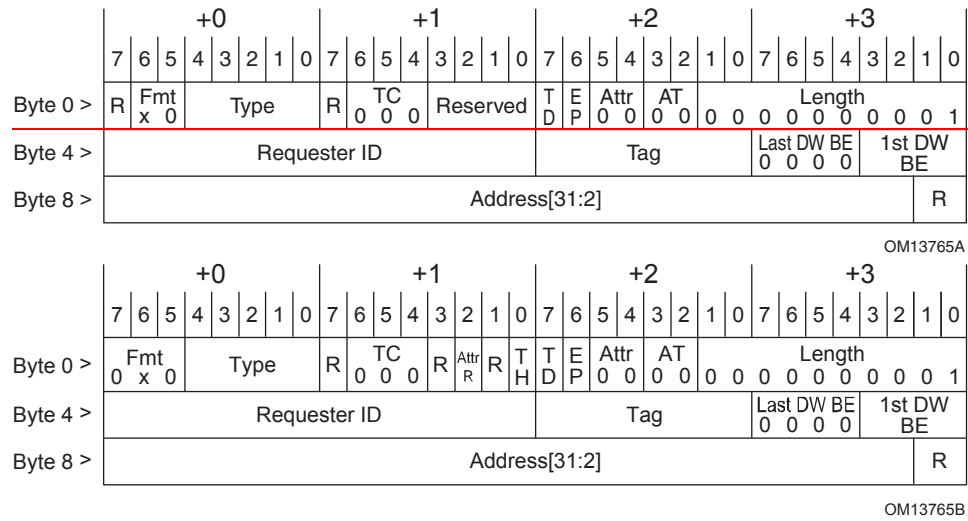 +0 +1 +2 +3
7 6 5 4 3 2 1 0 7 6 5 4 3 2 1 0 7 6 5 4 3 2 1 0 7 6 5 4 3 2 1 0
Byte 0 > R Fmt x 0 Type R TC 0 0 0 Reserved T D E P Attr 0 0 AT 0 0 Length 0 0 0 0 0 0 0 0 0 1
Byte 4 > Requester ID Tag Last DW BE 0 0 0 0 1st DW BE
Byte 8 > Address[31:2] R
OM13765A
+0 +1 +2 +3
7 6 5 4 3 2 1 0 7 6 5 4 3 2 1 0 7 6 5 4 3 2 1 0 7 6 5 4 3 2 1 0
Byte 0 > Fmt 0 x 0 Type R TC 0 0 0 R Attr R R T H T D E P Attr 0 0 AT 0 0 Length 0 0 0 0 0 0 0 0 0 1
Byte 4 > Requester ID Tag Last DW BE 0 0 0 0 1st DW BE
Byte 8 > Address[31:2] R
OM13765B